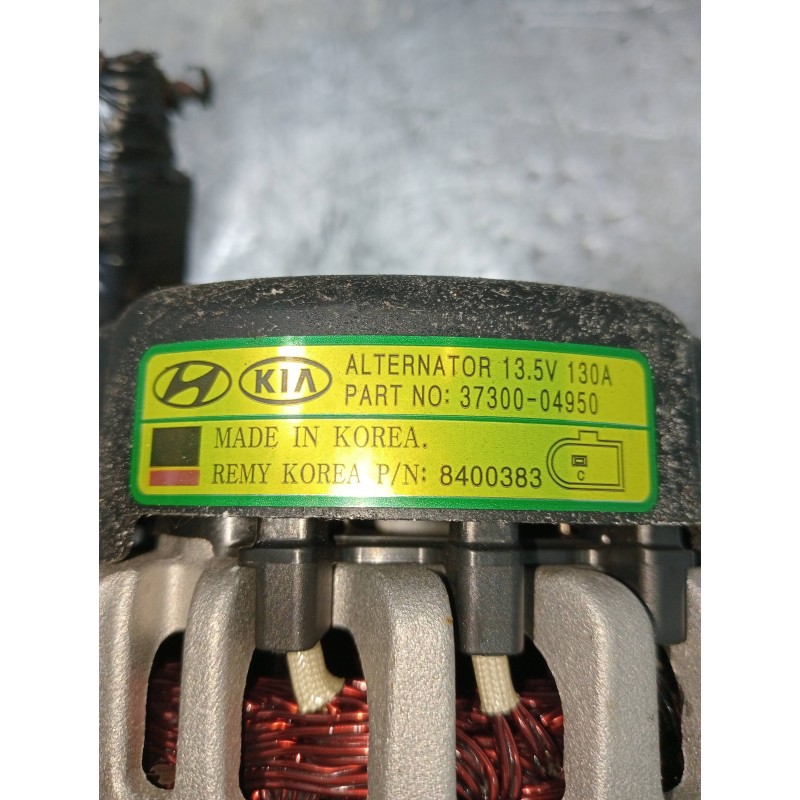 KIA ALTERNATOR 13.5V 130A
PART NO: 37300-04950
MADE IN KOREA.
REMY KOREA P/N: 8400383
C